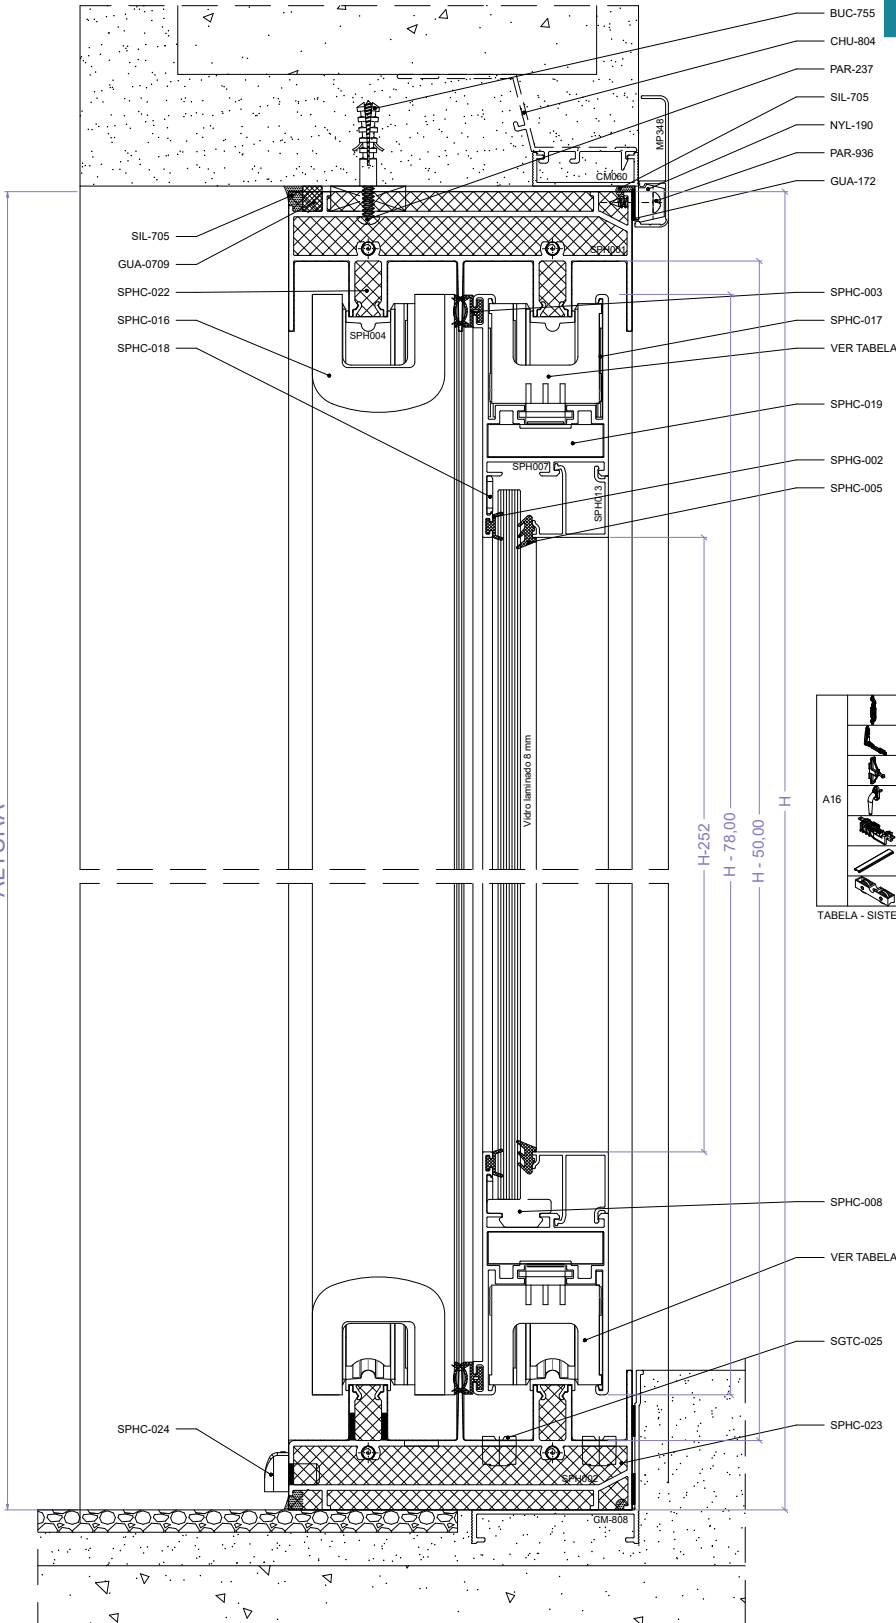 BUC-755
CHU-804
PAR-237
SIL-705
NYL-190
PAR-936
GUA-172
MP348
CM060
SIL-705
GUA-0709
SPHC-022
SPHC-016
SPHC-018
SPH001
SPH004
SPHC-003
SPHC-017
VER TABELA
SPHC-019
SPHG-002
SPHC-005
SPH007
SPH013
Vidro laminado 8 mm
H-252
H - 78,00
H - 50,00
H
ALTURA
A16
TABELA - SISTE
SPHC-008
VER TABELA
SGTC-025
SPHC-023
SPHC-024
SPH002
GM-808